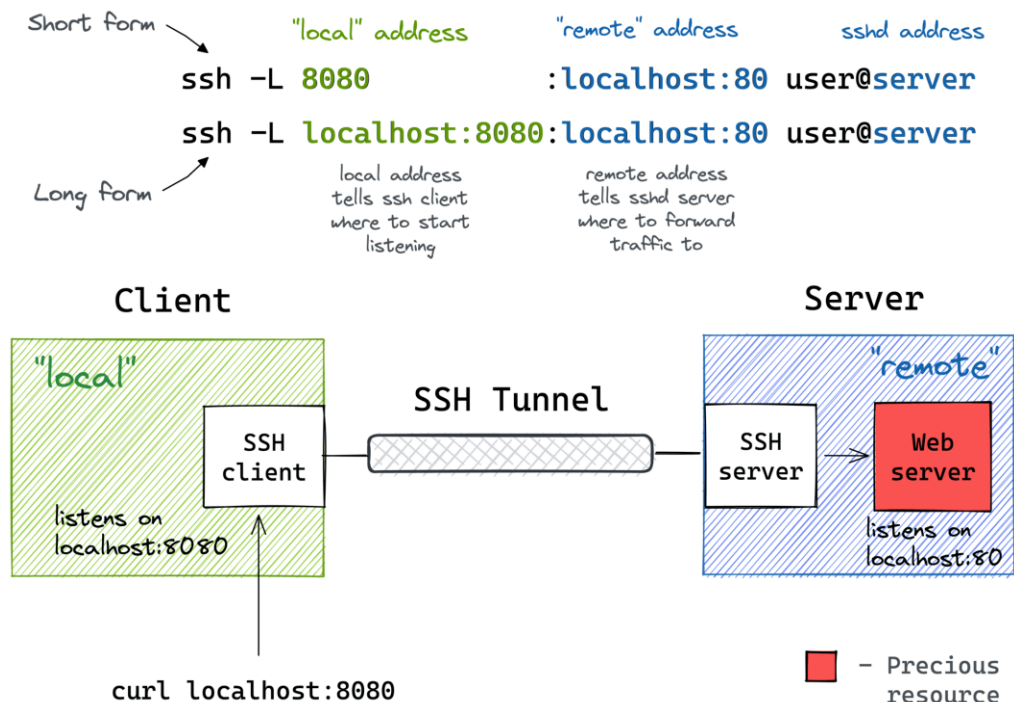 Short form
"local" address
"remote" address
sshd address
ssh -L 8080 :localhost:80 user@server
ssh -L localhost:8080:localhost:80 user@server
Long form
local address
tells ssh client
where to start
listening
remote address
tells sshd server
where to forward
traffic to
Client
Server
"local"
"remote"
SSH Tunnel
SSH
client
SSH
server
Web
server
listens on
localhost:8080
listens on
localhost:80
curl localhost:8080
- Precious
resource